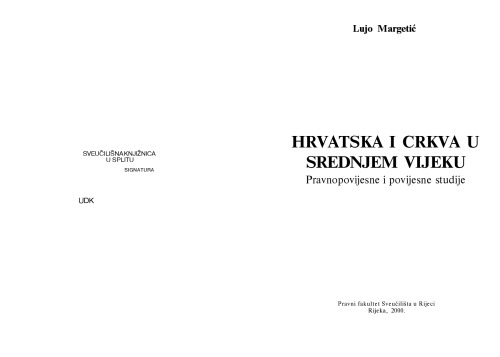 SVEUČILIŠNA KNJIŽNICA
U SPLITU
SIGNATURA
UDK
Lujo Margetić
HRVATSKA I CRKVA U
SREDNJEM VIJEKU
Pravnopovijesne i povijesne studije
Pravni fakultet Sveučilišta u Rijeci
Rijeka, 2000.